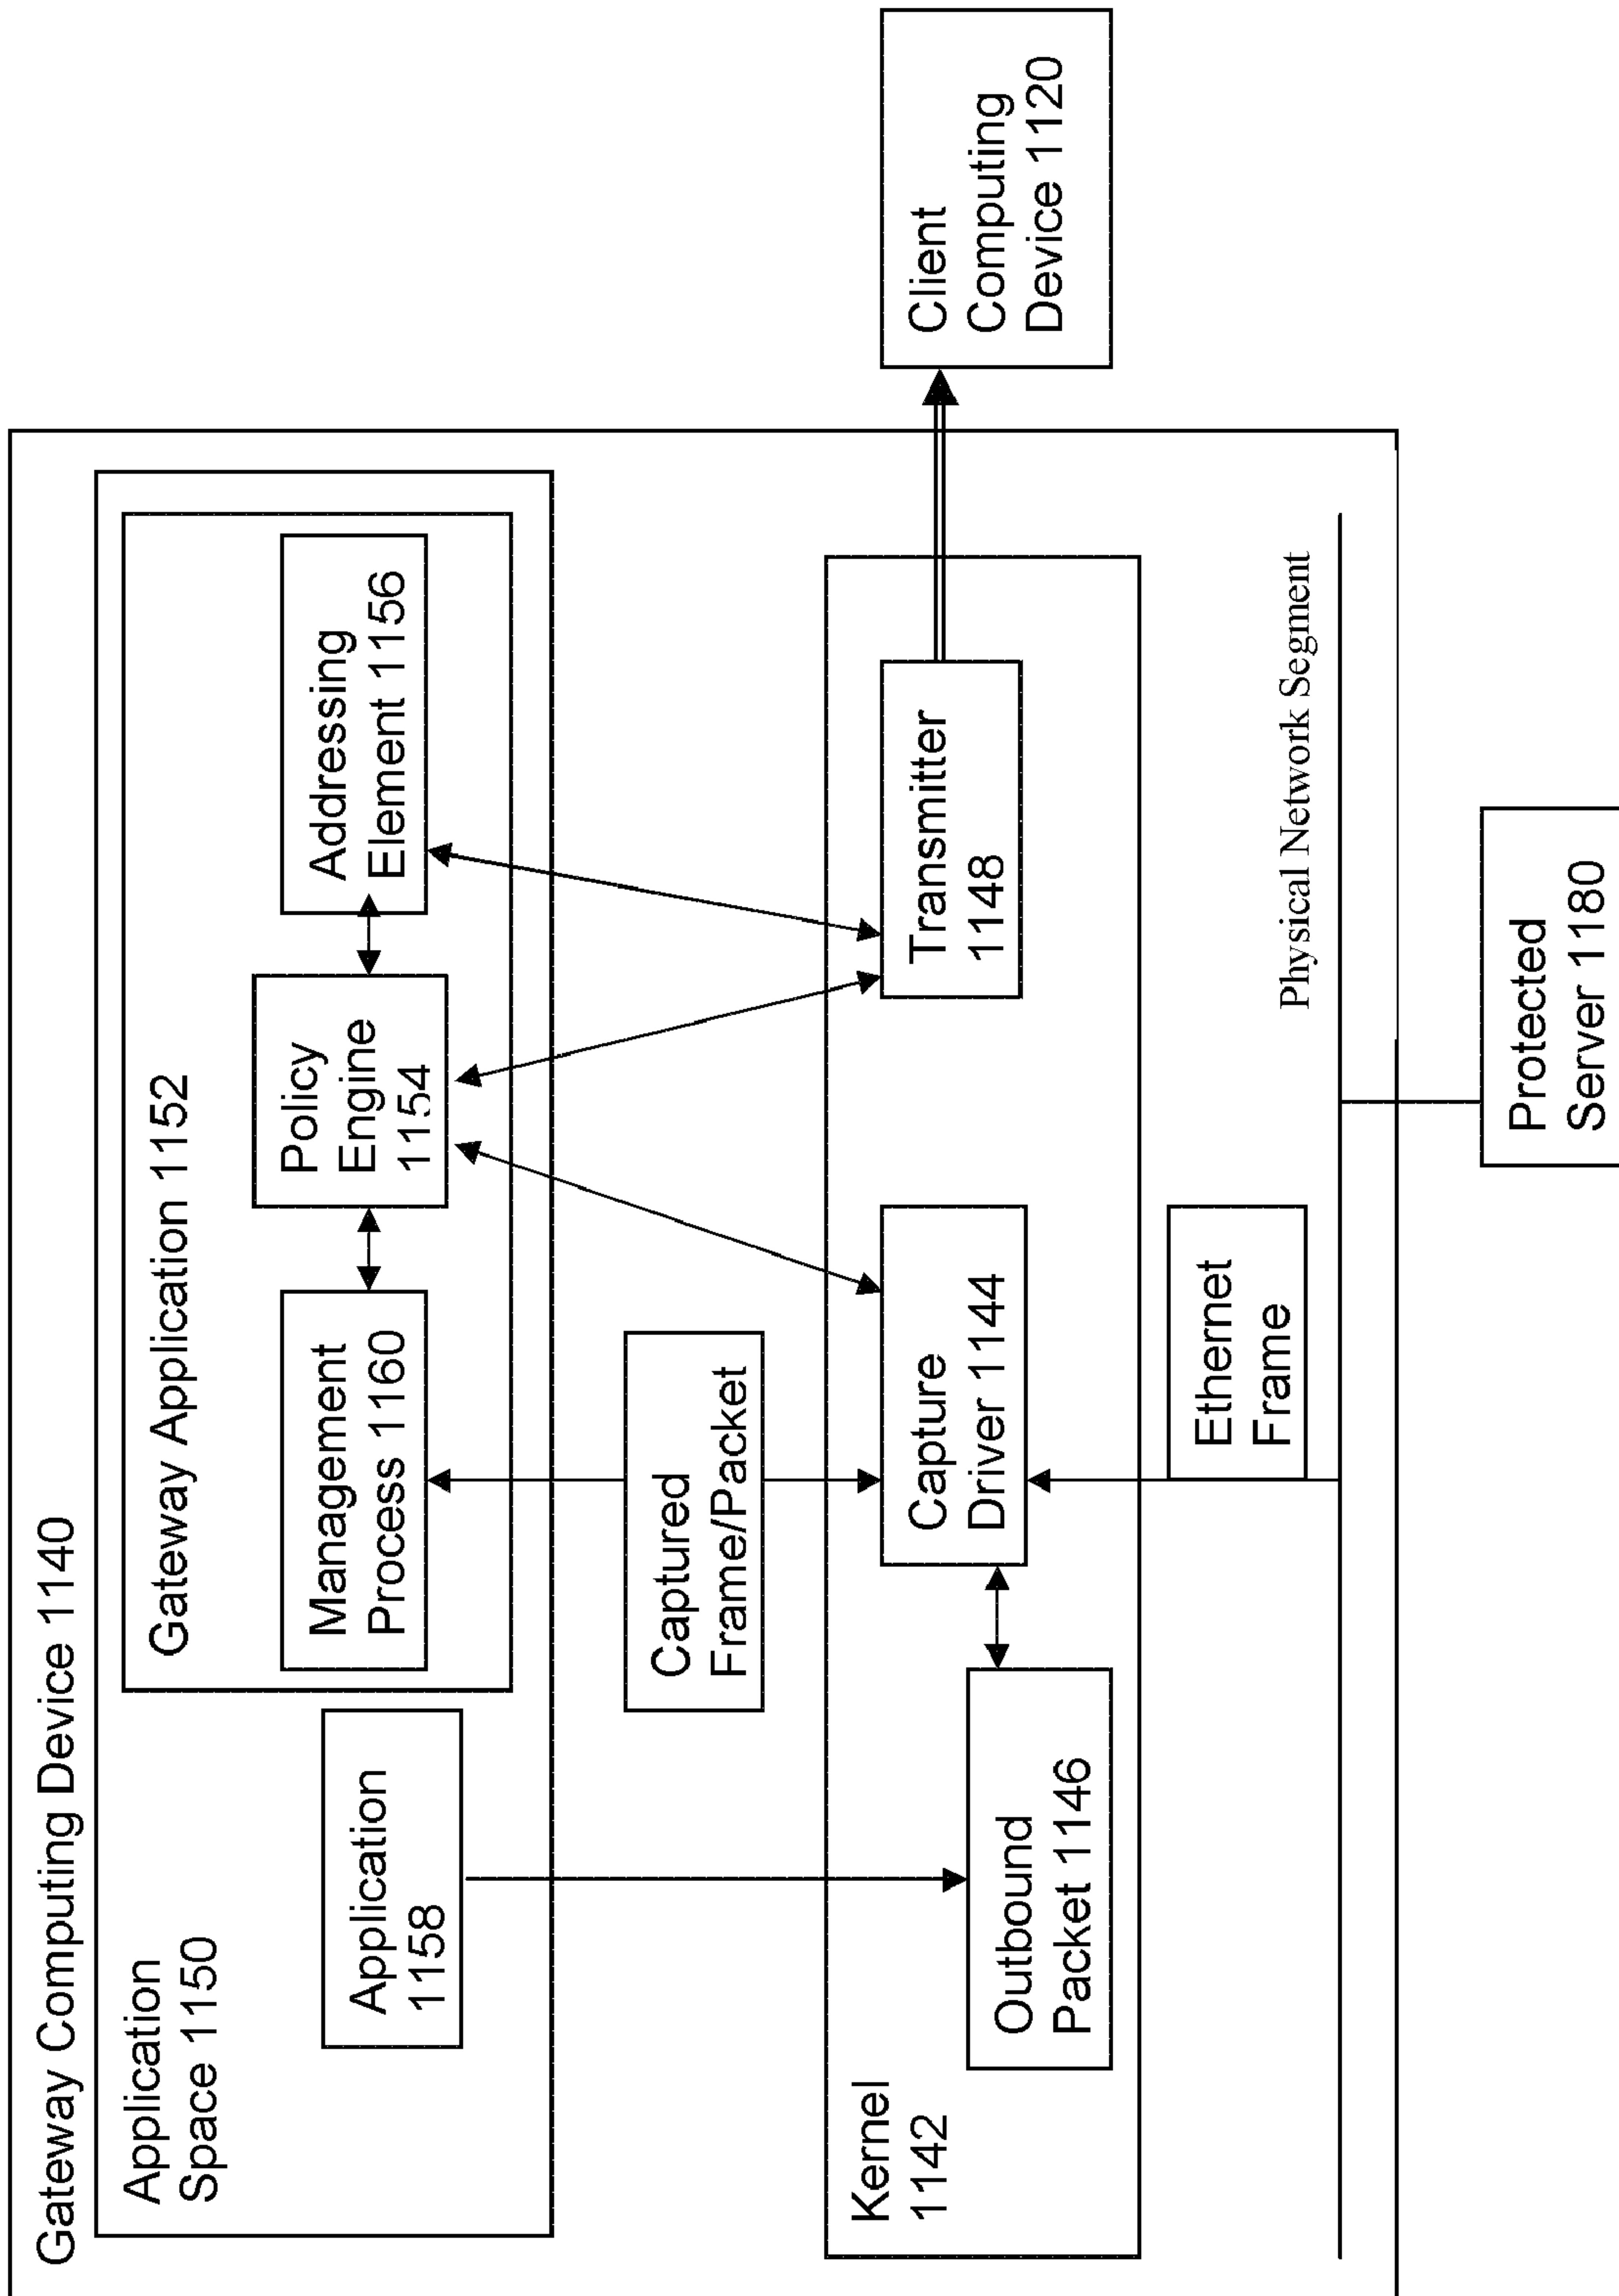 Gateway Computing Device 1140
Application
Space 1150
Gateway Application 1152
Application
1158
Management
Process 1160
Policy
Engine
1154
Addressing
Element 1156
Captured
Frame/Packet
Kernel
1142
Outbound
Packet 1146
Capture
Driver 1144
Transmitter
1148
Client
Computing
Device 1120
Ethernet
Frame
Physical Network Segment
Protected
Server 1180